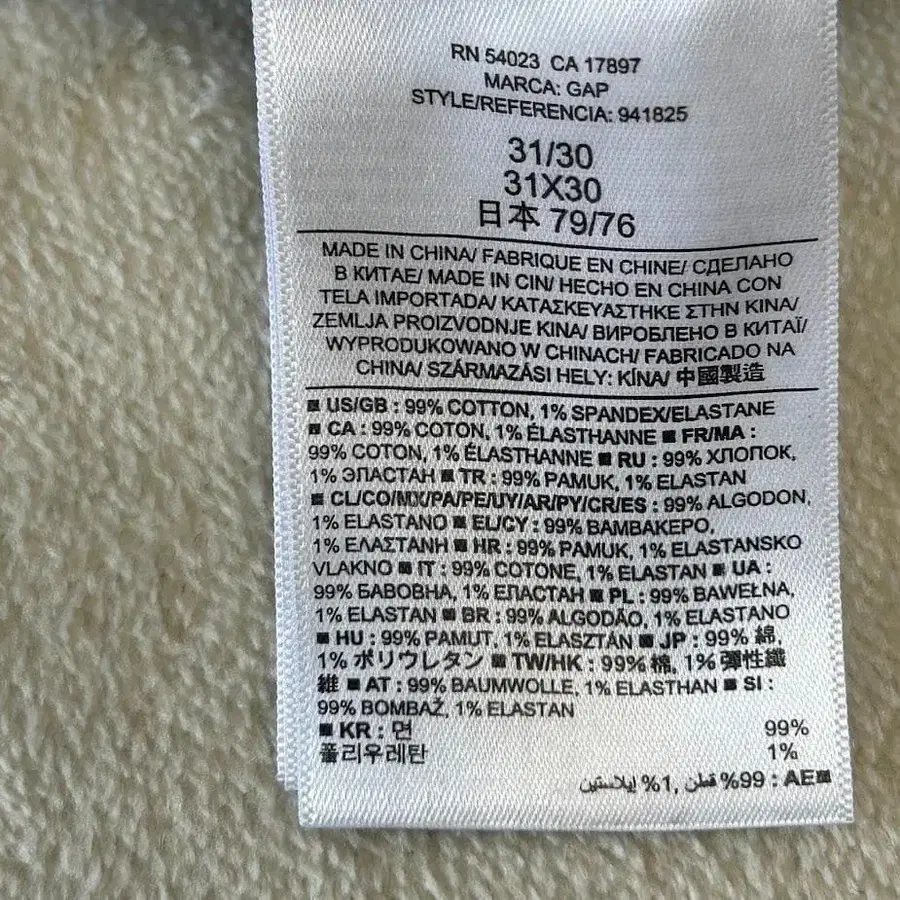 RN 54023 CA 17897
MARCA: GAP
STYLE/REFERENCIA: 941825
31/30
31X30
日本 79/76
MADE IN CHINA/ FABRIQUE EN CHINE/ СДЕЛАНО
В КИТАЕ/ MADE IN CIN/ HECHO EN CHINA CON
TELA IMPORTADA/ ΚΑΤΑΣΚΕΥΑΣΤΗΚΕ ΣΤΗΝ ΚΙΝΑ/
ZEMLJA PROIZVODNJE KINA/ ВИРОБЛЕНО В КИТАЇ/
WYPRODUKOWANO W CHINACH/ FABRICADO NA
CHINA/ SZÁRMAZÁSI HELY: KÍNA/ 中國製造
■ US/GB : 99% COTTON, 1% SPANDEX/ELASTANE
■ CA : 99% COTON, 1% ÉLASTHANNE ■ FR/MA :
99% COTON, 1% ÉLASTHANNE ■ RU : 99% ХЛОПОК,
1% ЭЛАСТАН ■ TR : 99% PAMUK, 1% ELASTAN
■ CL/CO/MX/PA/PE/UY/AR/PY/CR/ES : 99% ALGODON,
1% ELASTANO ■ EL/CY : 99% ΒΑΜΒΑΚΕΡΟ,
1% ΕΛΑΣΤΑΝΗ ■ HR : 99% PAMUK, 1% ELASTANSKO
VLAKNO ■ IT : 99% COTONE, 1% ELASTAN ■ UA :
99% БАВОВНА, 1% ЕЛАСТАН ■ PL : 99% BAWEŁNA,
1% ELASTAN ■ BR : 99% ALGODÃO, 1% ELASTANO
■ HU : 99% PAMUT, 1% ELASZTÁN ■ JP : 99% 綿,
1% ポリウレタン ■ TW/HK : 99% 棉, 1% 彈性纖
維 ■ AT : 99% BAUMWOLLE, 1% ELASTHAN ■ SI :
99% BOMBAŽ, 1% ELASTAN
■ KR : 면 99%
폴리우레탄 1%
■AE : 99% قطن, 1% إيلاستين